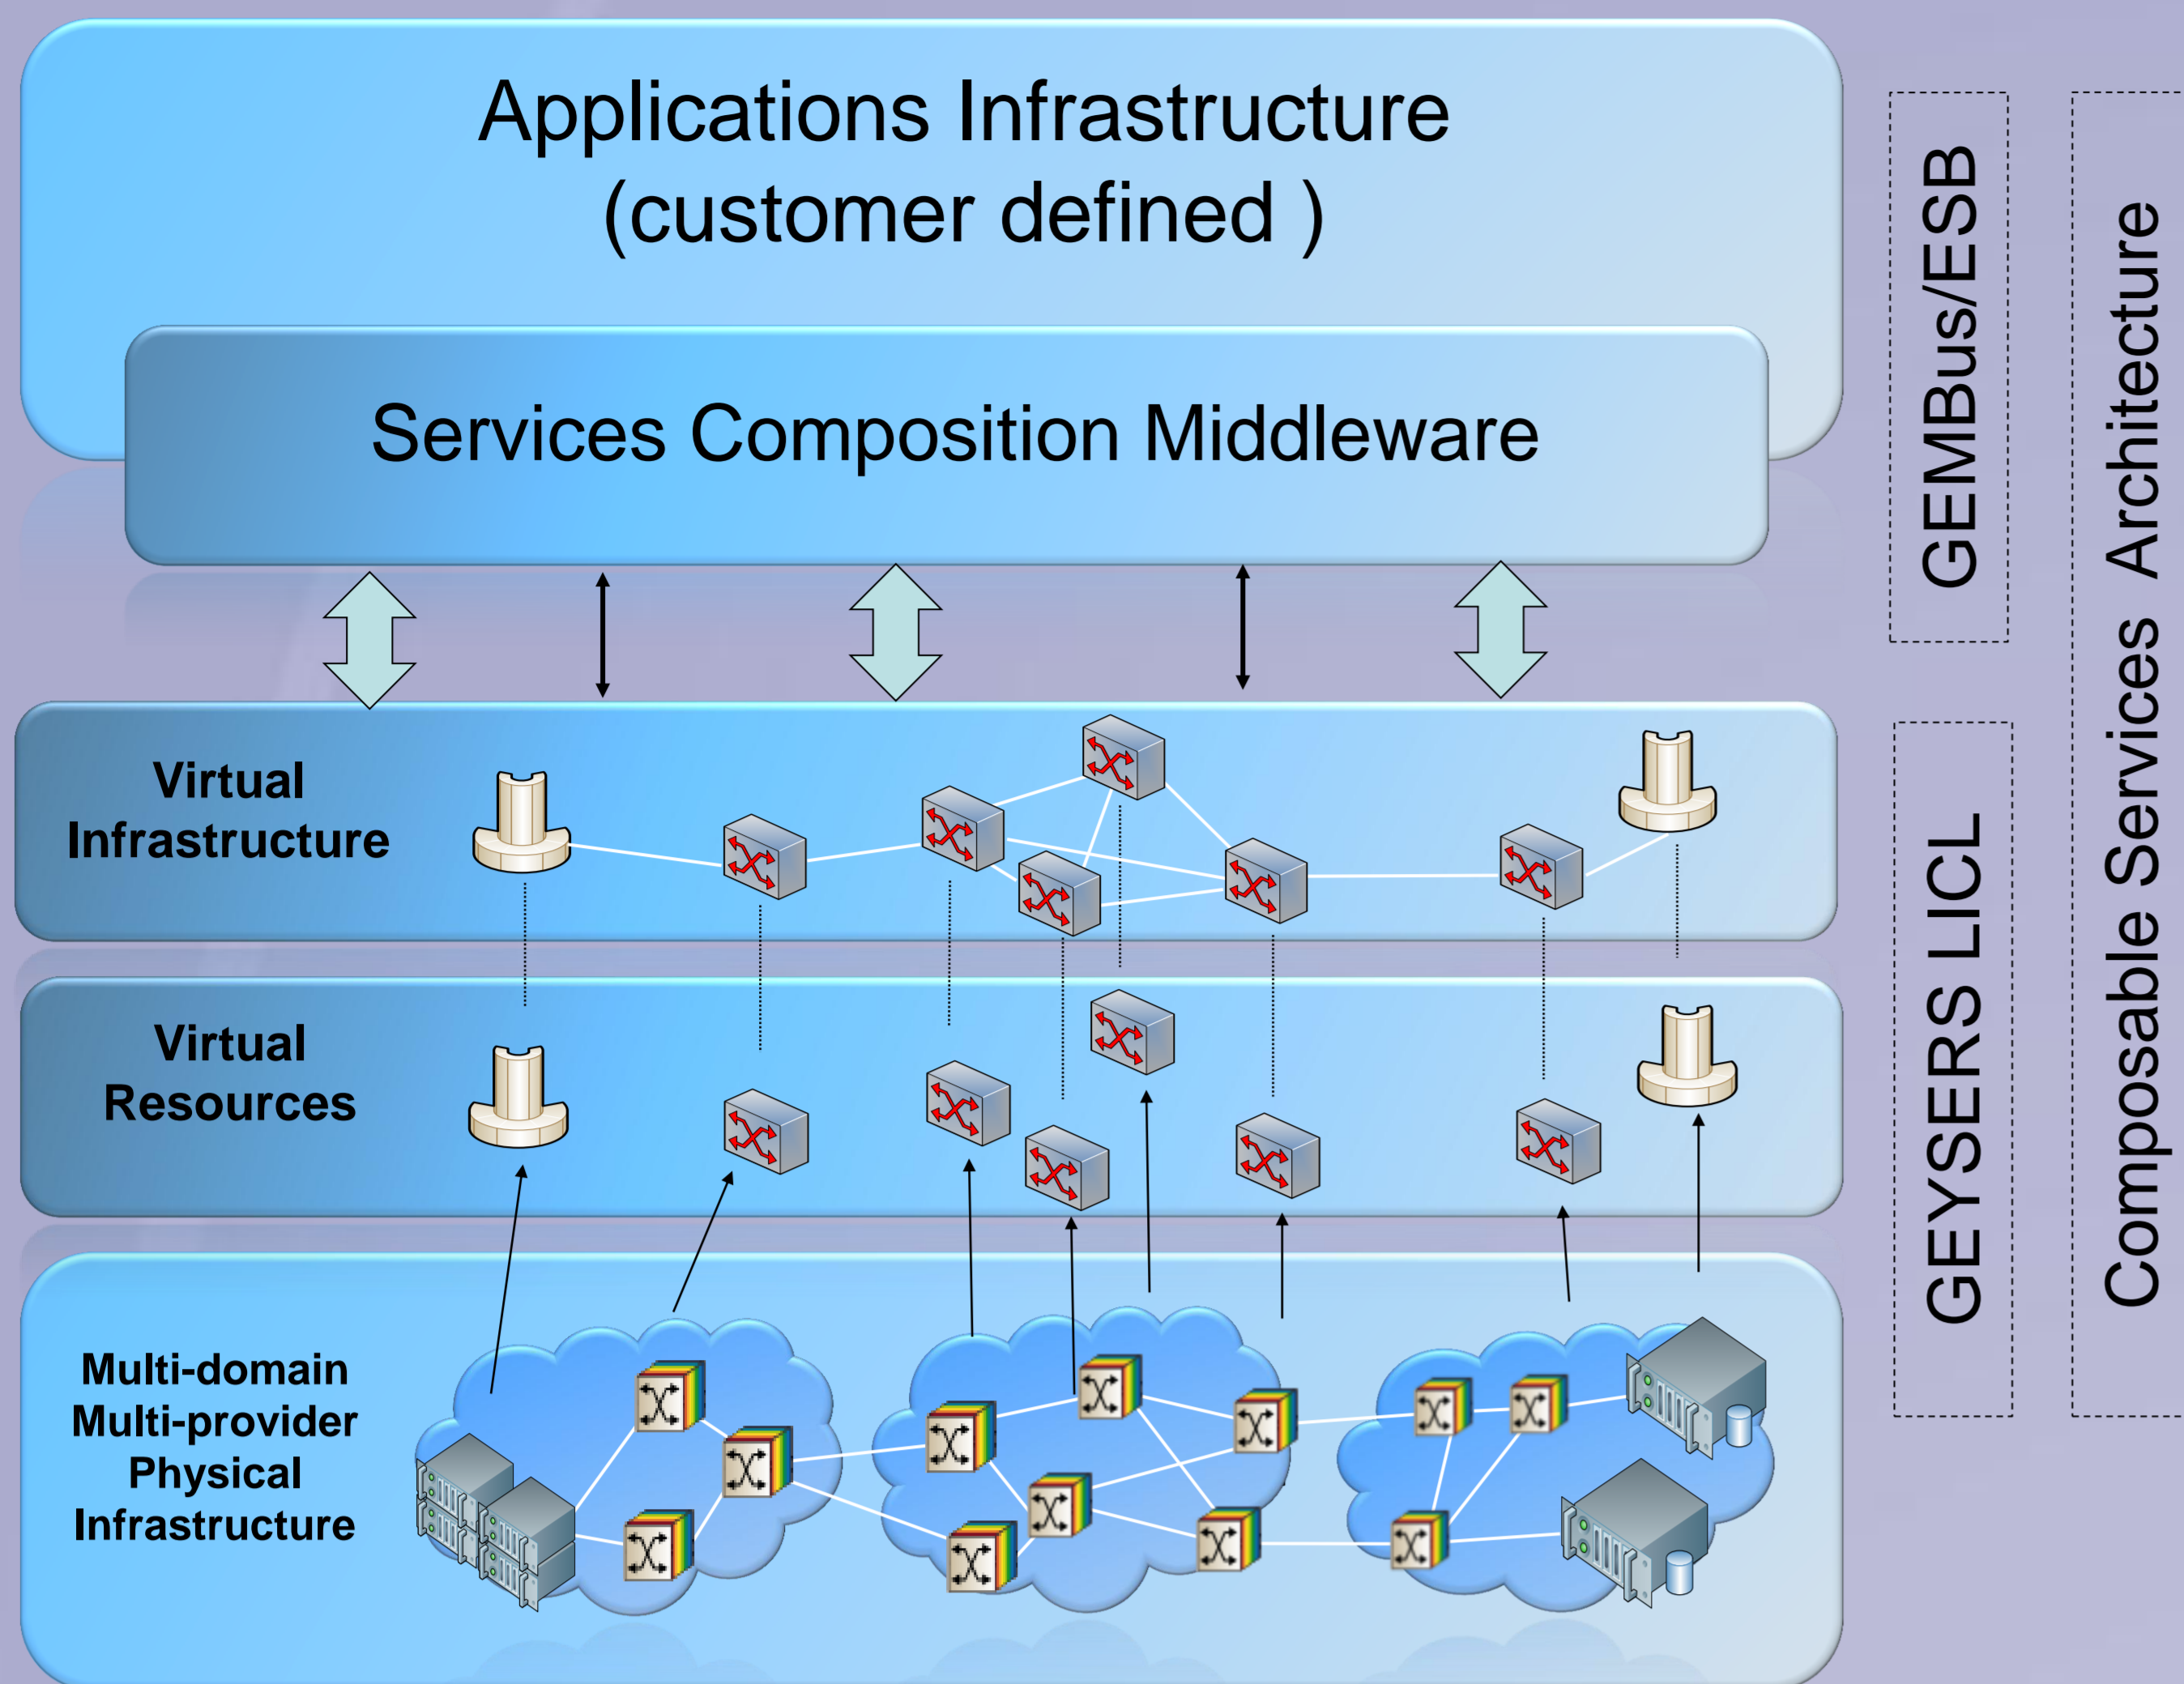 Applications Infrastructure
(customer defined )
Services Composition Middleware
Virtual
Infrastructure
Virtual
Resources
Multi-domain
Multi-provider
Physical
Infrastructure
GEMBus/ESB
GEYSERS LICL
Composable Services  Architecture